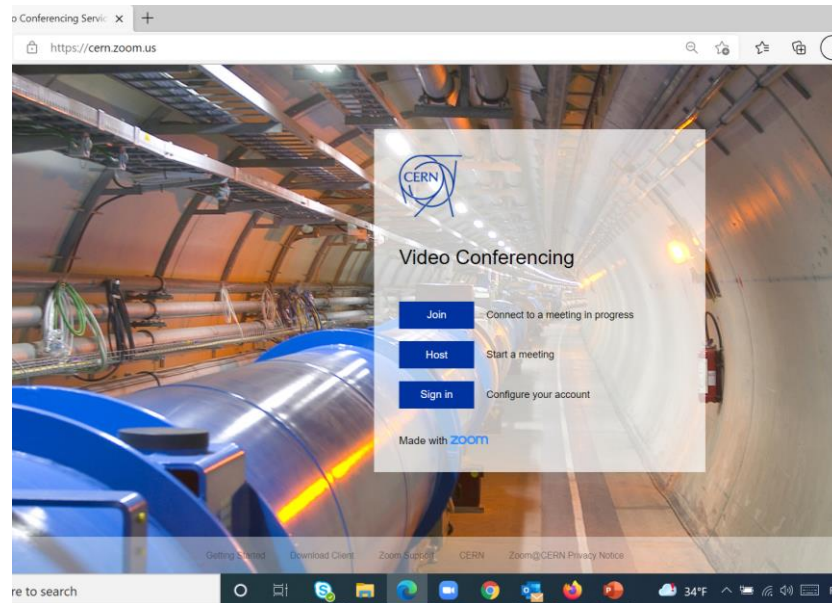 o Conferencing Servic
https://cern.zoom.us
CERN
Video Conferencing
Join Connect to a meeting in progress
Host Start a meeting
Sign in Configure your account
Made with zoom
Getting Started Download Client Zoom Support CERN Zoom@CERN Privacy Notice
re to search 34°F